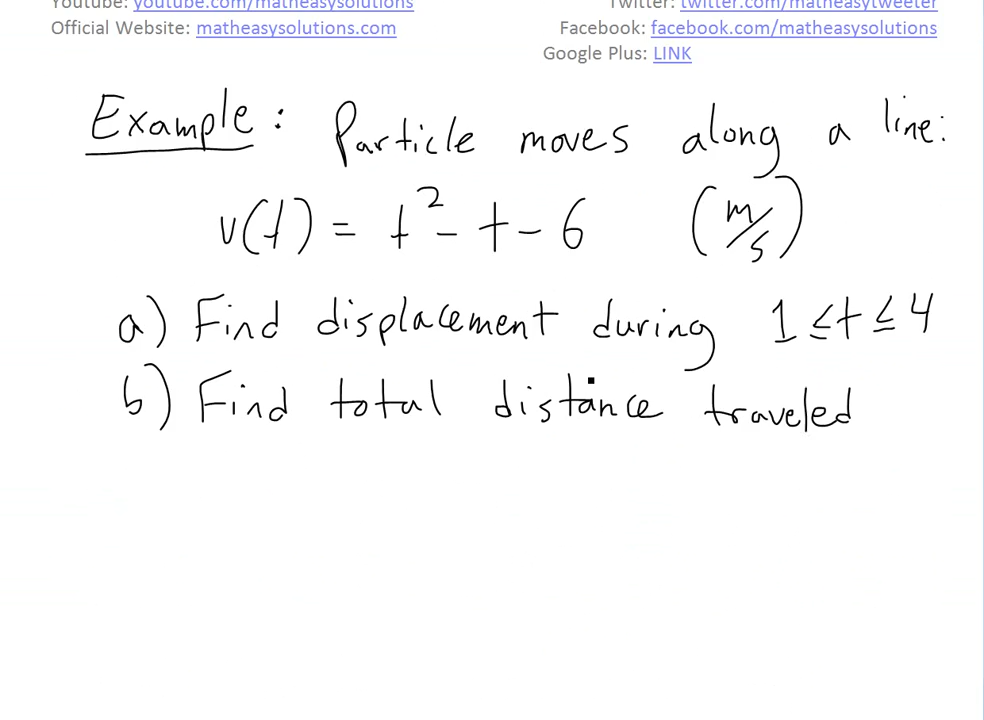 Youtube: youtube.com/matheasysolutions
Twitter: twitter.com/matheasytweeter
Official Website: matheasysolutions.com
Facebook: facebook.com/matheasysolutions
Google Plus: LINK
Example: Particle moves along a line:
v(t) = t² - t - 6 (m/s)
a) Find displacement during 1 ≤ t ≤ 4
b) Find total distance traveled